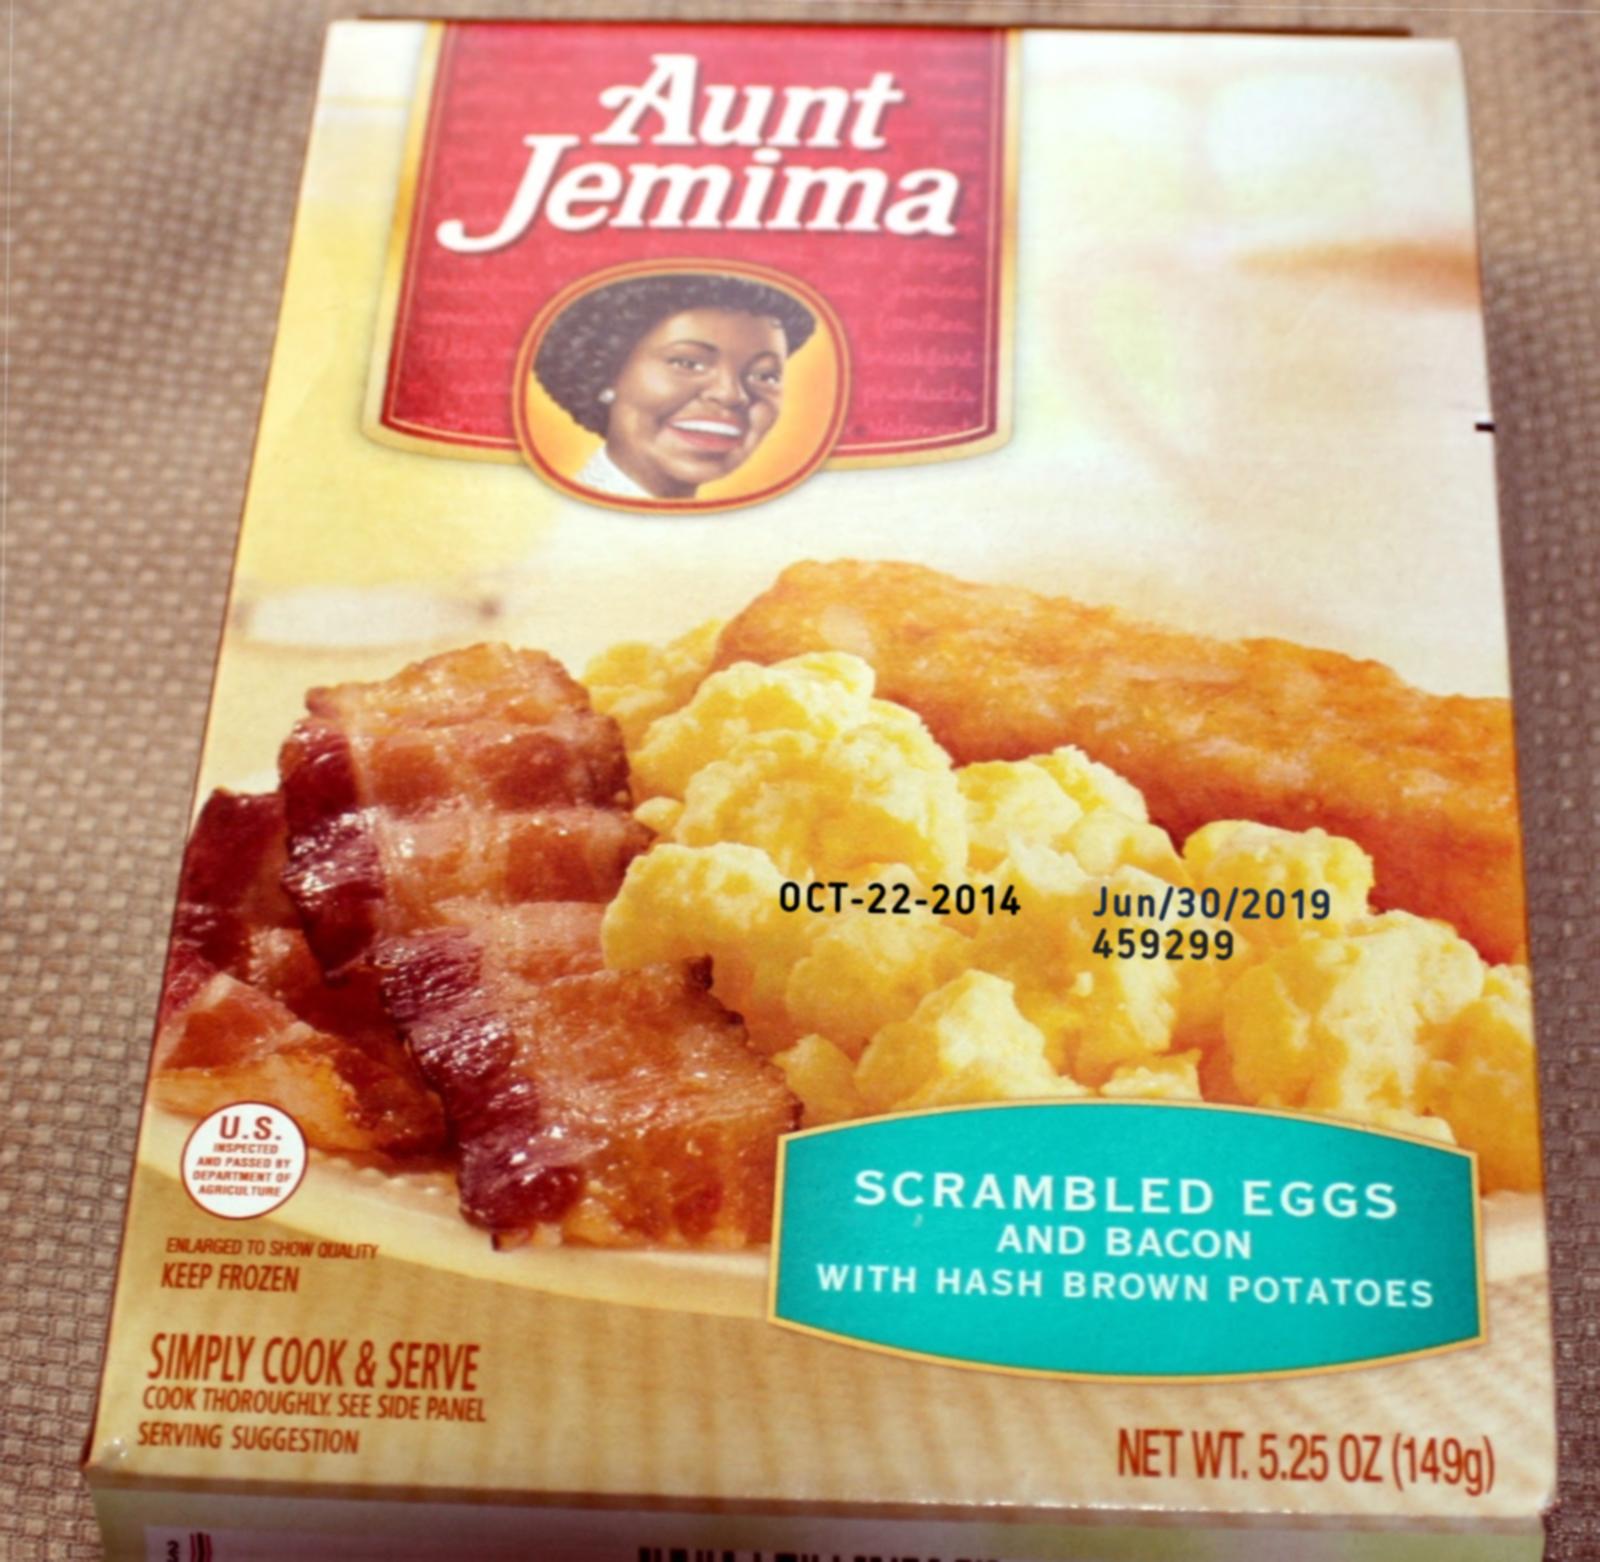 Aunt
Jemima
OCT-22-2014
Jun/30/2019
459299
U.S.
INSPECTED
AND PASSED BY
DEPARTMENT OF
AGRICULTURE
SCRAMBLED EGGS
AND BACON
WITH HASH BROWN POTATOES
ENLARGED TO SHOW QUALITY
KEEP FROZEN
SIMPLY COOK & SERVE
COOK THOROUGHLY. SEE SIDE PANEL
SERVING SUGGESTION
NET WT. 5.25 OZ (149g)